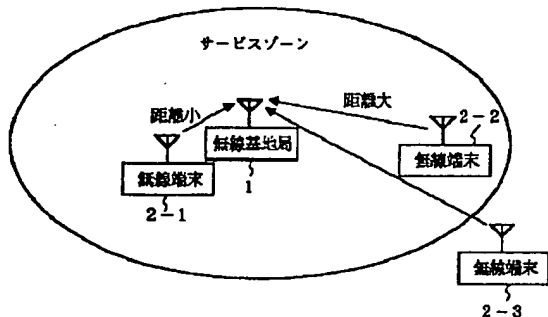 サービスゾーン
距離小
距離大
2-2
無線基地局
無線端末
無線端末
1
2-1
無線端末
2-3